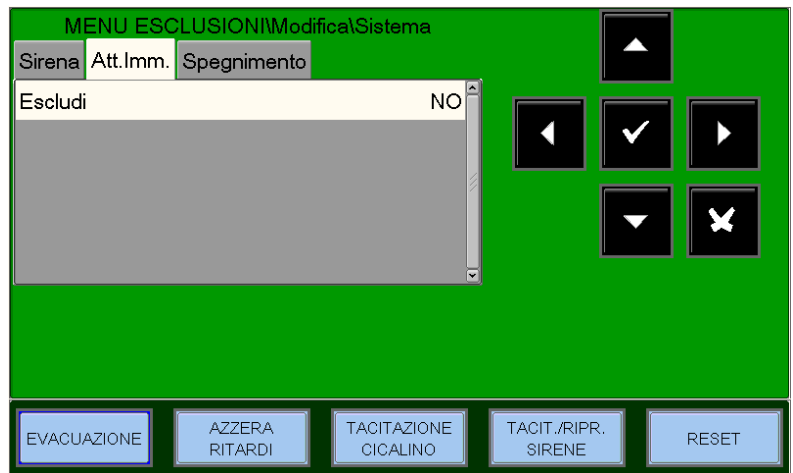 MENU ESCLUSIONI\Modifica\Sistema
Sirena Att.Imm. Spegnimento
Escludi NO
EVACUAZIONE
AZZERA
RITARDI
TACITAZIONE
CICALINO
TACIT./RIPR.
SIRENE
RESET